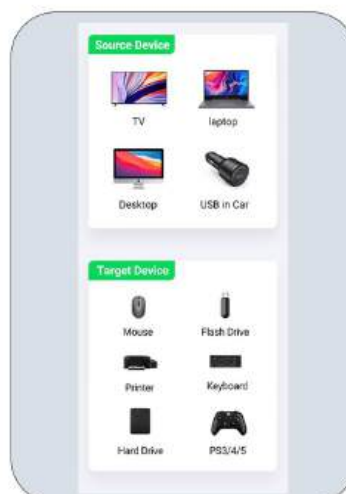 Source Device
TV
laptop
Desktop
USB in Car
Target Device
Mouse
Flash Drive
Printer
Keyboard
Hard Drive
PS3/4/5